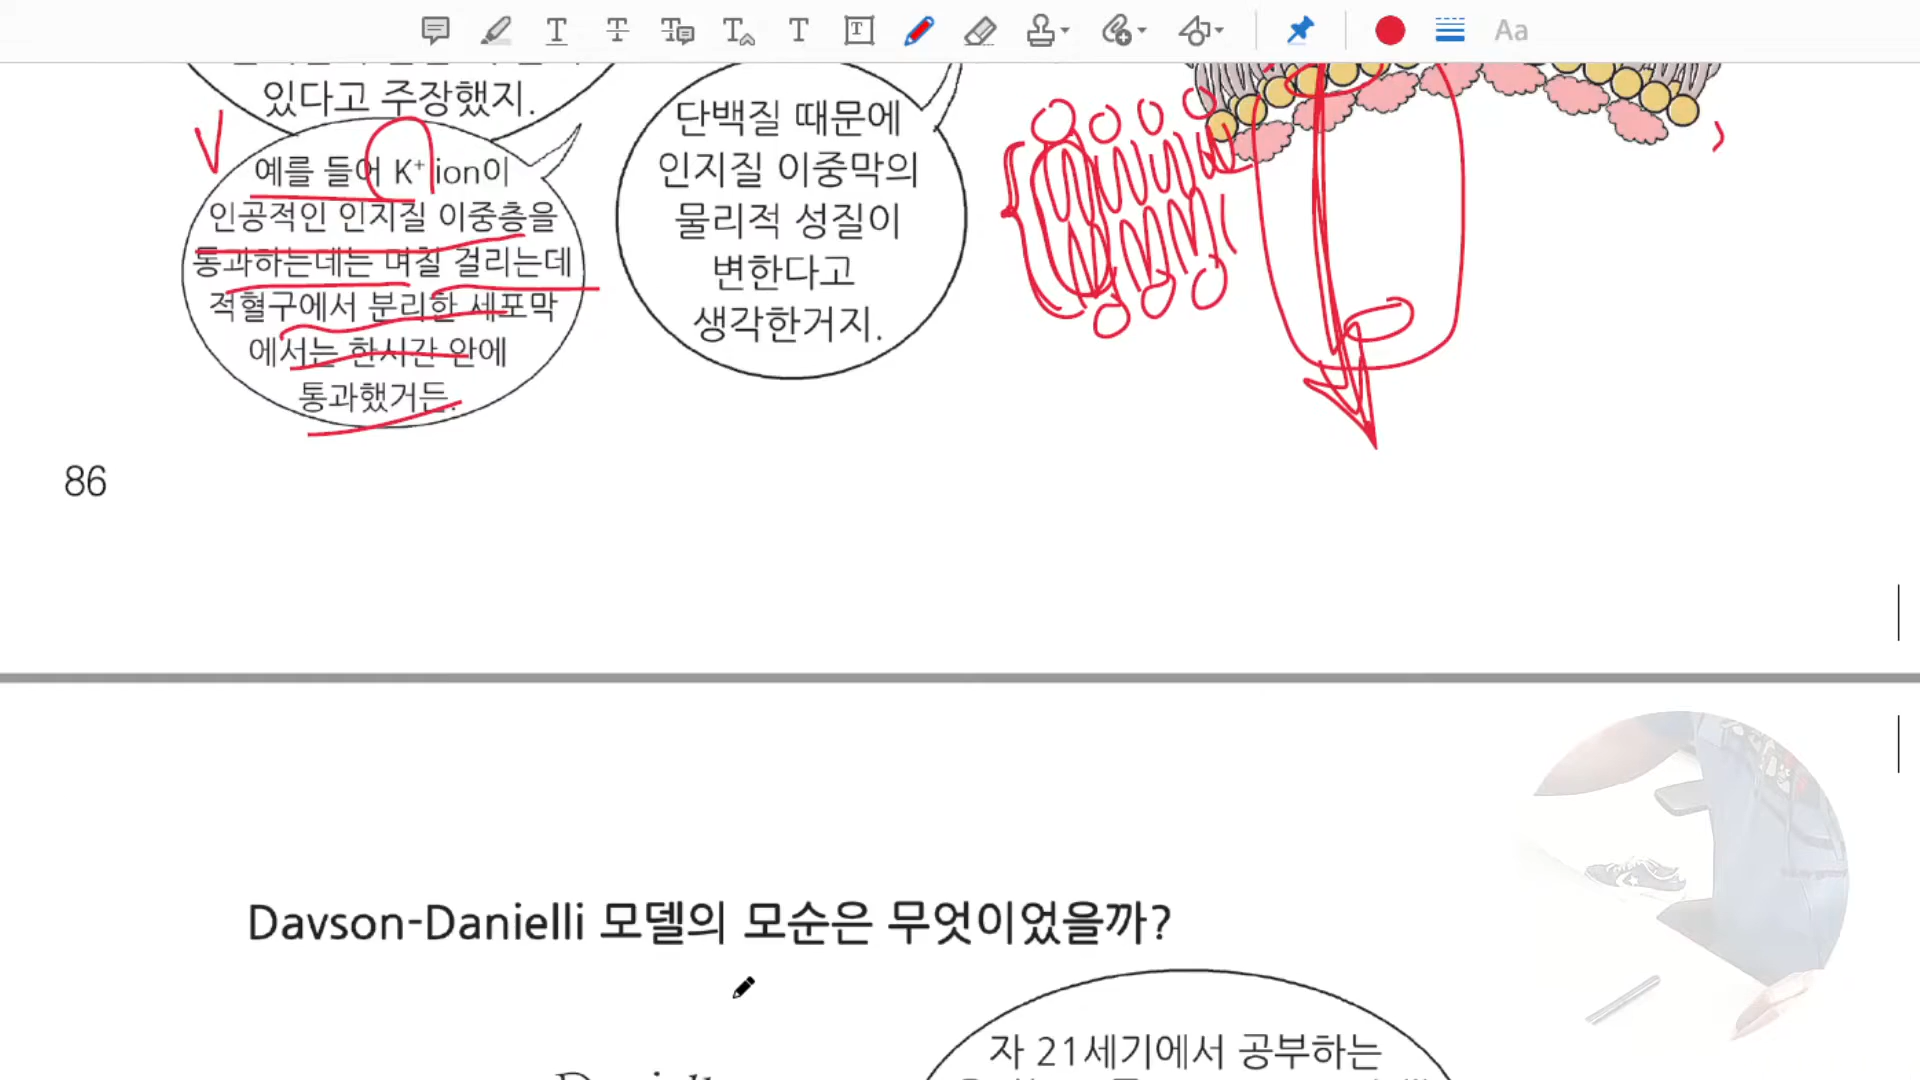 있다고 주장했지.
예를 들어 K⁺ ion이
인공적인 인지질 이중층을
통과하는데는 며칠 걸리는데
적혈구에서 분리한 세포막
에서는 한시간 안에
통과했거든.
단백질 때문에
인지질 이중막의
물리적 성질이
변한다고
생각한거지.
86
Davson-Danielli 모델의 모순은 무엇이었을까?
자 21세기에서 공부하는
Aa